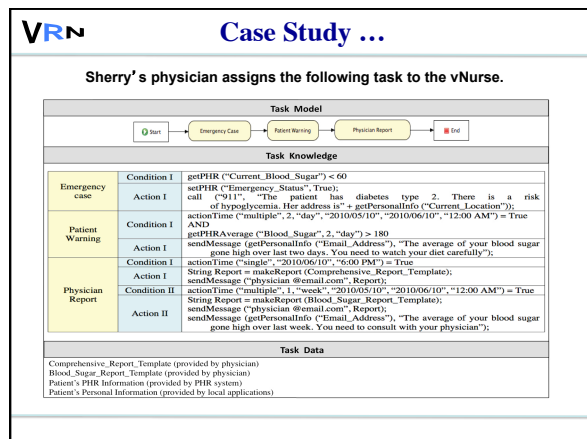 VRN
Case Study …
Sherry's physician assigns the following task to the vNurse.
Task Model
Start
Emergency Case
Patient Warning
Physician Report
End
Task Knowledge
Emergency case
Condition I
getPHR ("Current_Blood_Sugar") < 60
Action I
setPHR ("Emergency_Status", True);
call ("911", "The patient has diabetes type 2. There is a risk
of hypoglycemia. Her address is" + getPersonalInfo ("Current_Location"));
Patient Warning
Condition I
actionTime ("multiple", 2, "day", "2010/05/10", "2010/06/10", "12:00 AM") = True
AND
getPHRAverage ("Blood_Sugar", 2, "day") > 180
Action I
sendMessage (getPersonalInfo ("Email_Address"), "The average of your blood sugar
gone high over last two days. You need to watch your diet carefully");
Physician Report
Condition I
actionTime ("single", "2010/06/10", "6:00 PM") = True
Action I
String Report = makeReport (Comprehensive_Report_Template);
sendMessage ("physician @email.com", Report);
Condition II
actionTime ("multiple", 1, "week", "2010/05/10", "2010/06/10", "12:00 AM") = True
Action II
String Report = makeReport (Blood_Sugar_Report_Template);
sendMessage ("physician @email.com", Report);
sendMessage (getPersonalInfo ("Email_Address"), "The average of your blood sugar
gone high over last week. You need to consult with your physician");
Task Data
Comprehensive_Report_Template (provided by physician)
Blood_Sugar_Report_Template (provided by physician)
Patient's PHR Information (provided by PHR system)
Patient's Personal Information (provided by local applications)